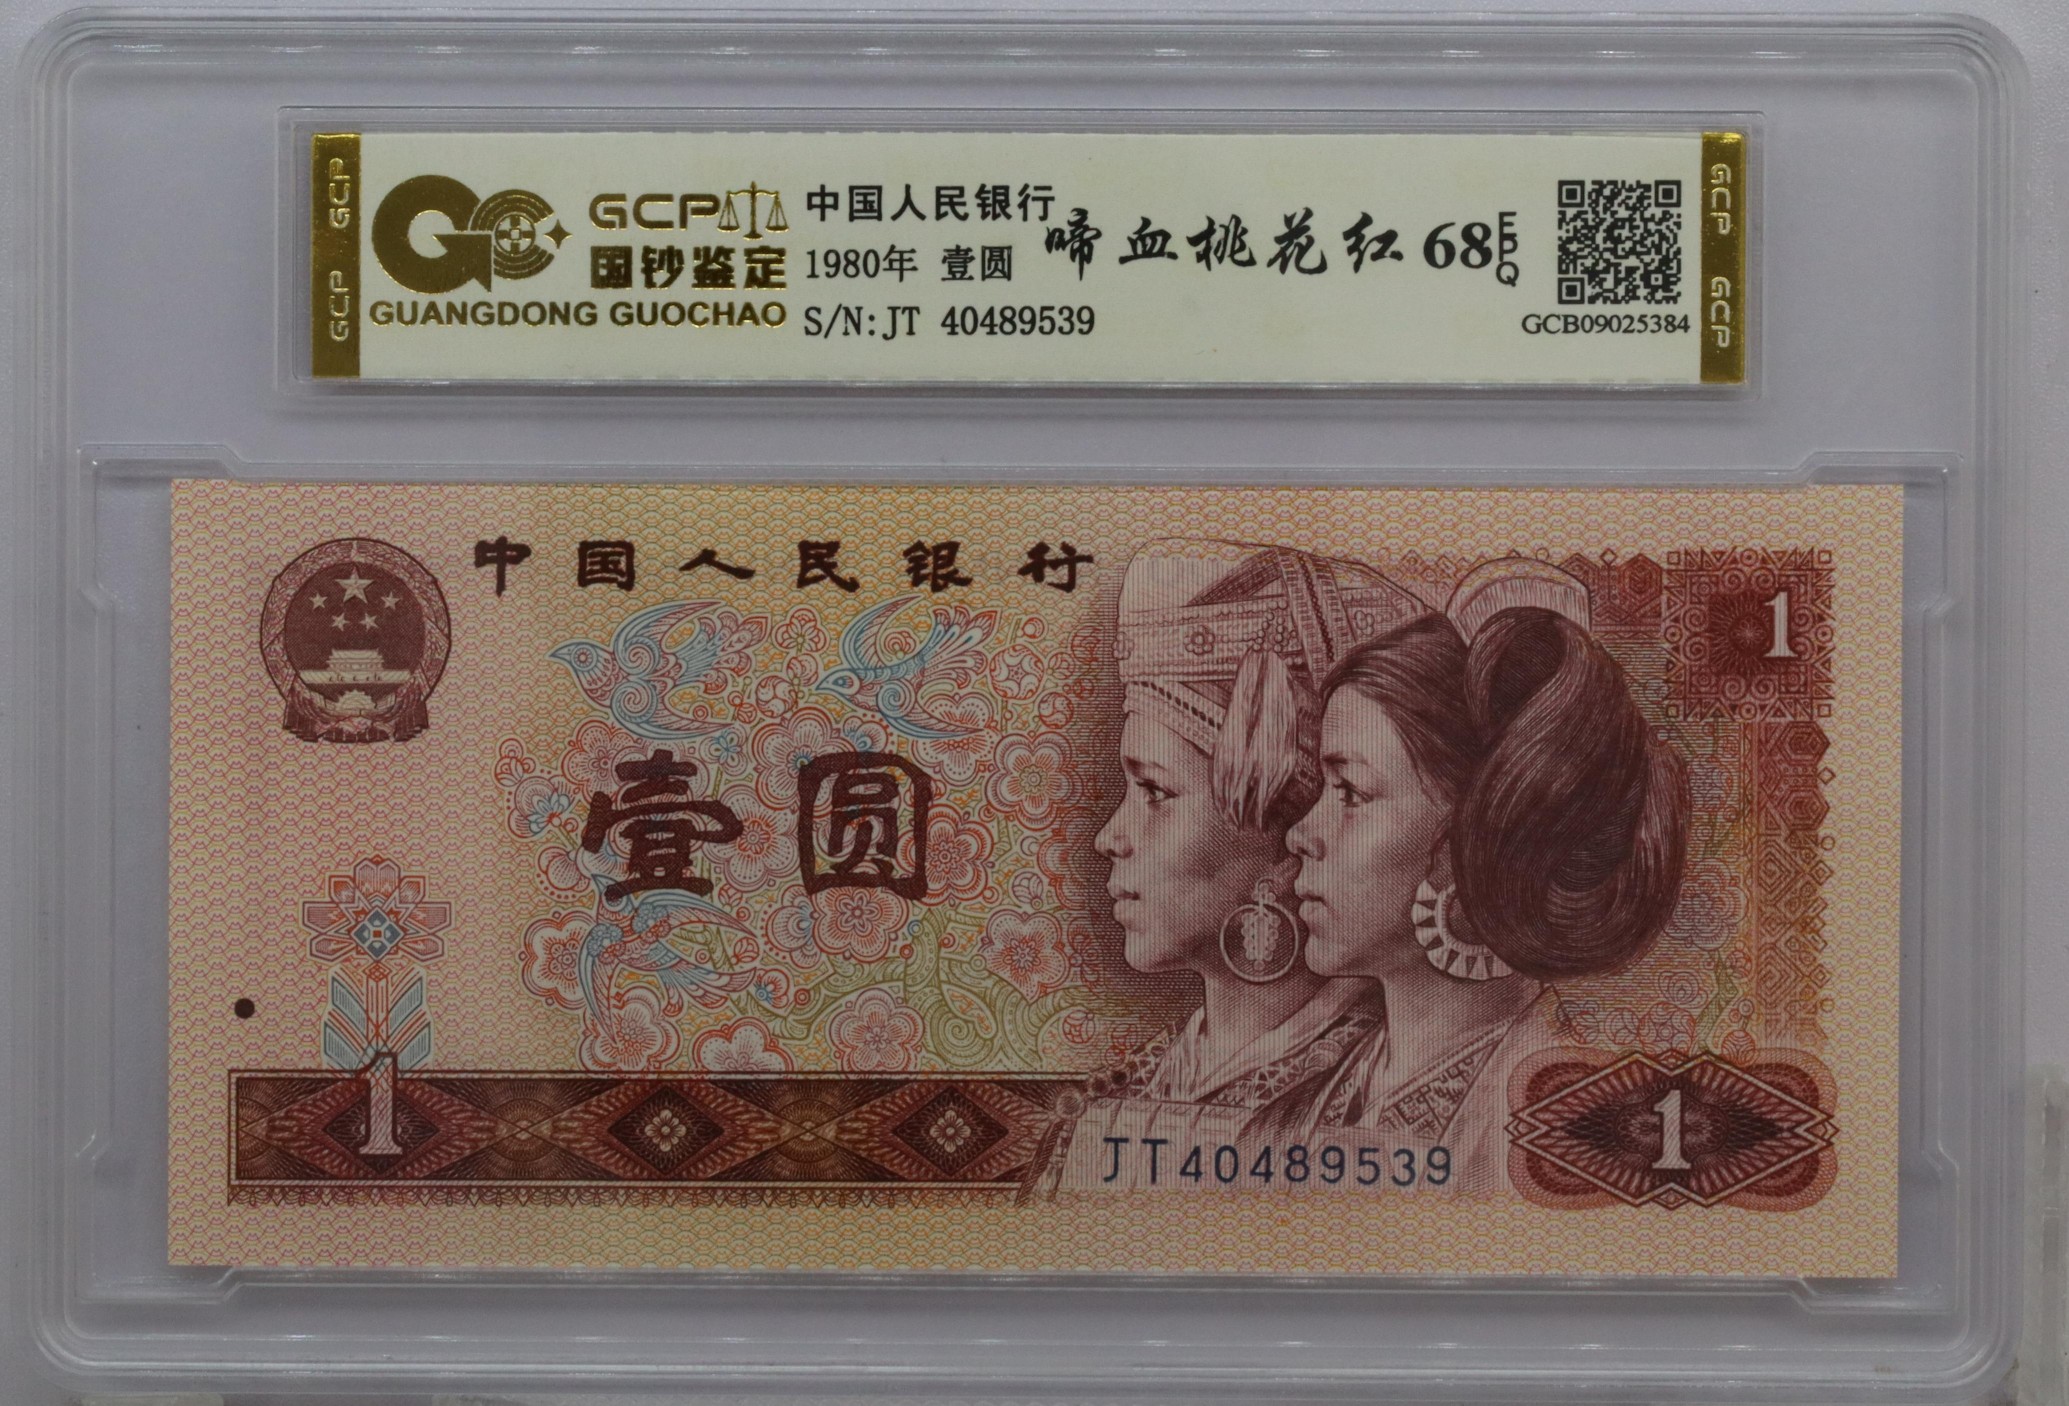 GCP GCP
GCP
国钞鉴定
GUANGDONG GUOCHAO
中国人民银行
1980年 壹圆
S/N:JT 40489539
啼血桃花红 68 EPQ
GCB09025384
GCP GCP
中国人民银行
1
壹圆
1
JT40489539
1